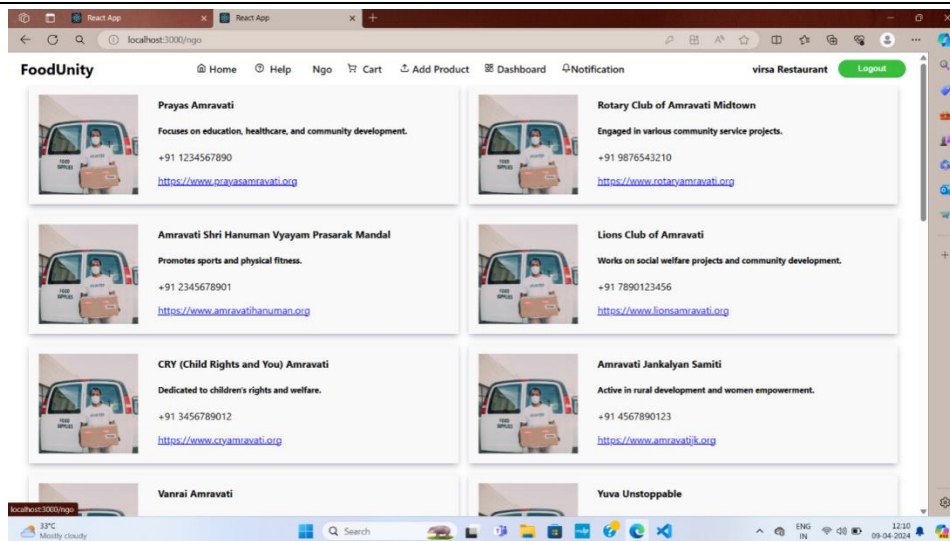 React App
React App
localhost:3000/ngo
FoodUnity
Home Help Ngo Cart Add Product Dashboard Notification
virsa Restaurant
Logout
Prayas Amravati
Focuses on education, healthcare, and community development.
+91 1234567890
https://www.prayasamravati.org
Rotary Club of Amravati Midtown
Engaged in various community service projects.
+91 9876543210
https://www.rotaryamravati.org
Amravati Shri Hanuman Vyayam Prasarak Mandal
Promotes sports and physical fitness.
+91 2345678901
https://www.amravatihanuman.org
Lions Club of Amravati
Works on social welfare projects and community development.
+91 7890123456
https://www.lionsamravati.org
CRY (Child Rights and You) Amravati
Dedicated to children's rights and welfare.
+91 3456789012
https://www.cryamravati.org
Amravati Jankalyan Samiti
Active in rural development and women empowerment.
+91 4567890123
https://www.amravatijk.org
Vanrai Amravati
Yuva Unstoppable
localhost:3000/ngo
33°C
Mostly cloudy
Search
ENG
IN
12:10
09-04-2024